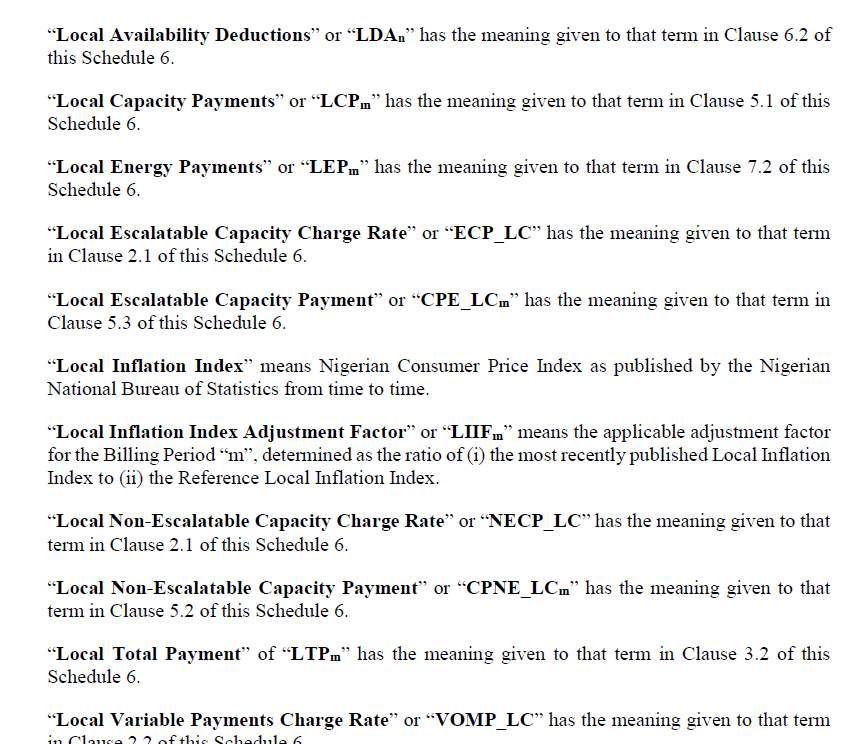 “Local Availability Deductions” or “LDAn” has the meaning given to that term in Clause 6.2 of
this Schedule 6.
“Local Capacity Payments” or “LCPm” has the meaning given to that term in Clause 5.1 of this
Schedule 6.
“Local Energy Payments” or “LEPm” has the meaning given to that term in Clause 7.2 of this
Schedule 6.
“Local Escalatable Capacity Charge Rate” or “ECP_LC” has the meaning given to that term
in Clause 2.1 of this Schedule 6.
“Local Escalatable Capacity Payment” or “CPE_LCm” has the meaning given to that term in
Clause 5.3 of this Schedule 6.
“Local Inflation Index” means Nigerian Consumer Price Index as published by the Nigerian
National Bureau of Statistics from time to time.
“Local Inflation Index Adjustment Factor” or “LIIFm” means the applicable adjustment factor
for the Billing Period “m”, determined as the ratio of (i) the most recently published Local Inflation
Index to (ii) the Reference Local Inflation Index.
“Local Non-Escalatable Capacity Charge Rate” or “NECP_LC” has the meaning given to that
term in Clause 2.1 of this Schedule 6.
“Local Non-Escalatable Capacity Payment” or “CPNE_LCm” has the meaning given to that
term in Clause 5.2 of this Schedule 6.
“Local Total Payment” of “LTPm” has the meaning given to that term in Clause 3.2 of this
Schedule 6.
“Local Variable Payments Charge Rate” or “VOMP_LC” has the meaning given to that term
in Clause 2.2 of this Schedule 6.